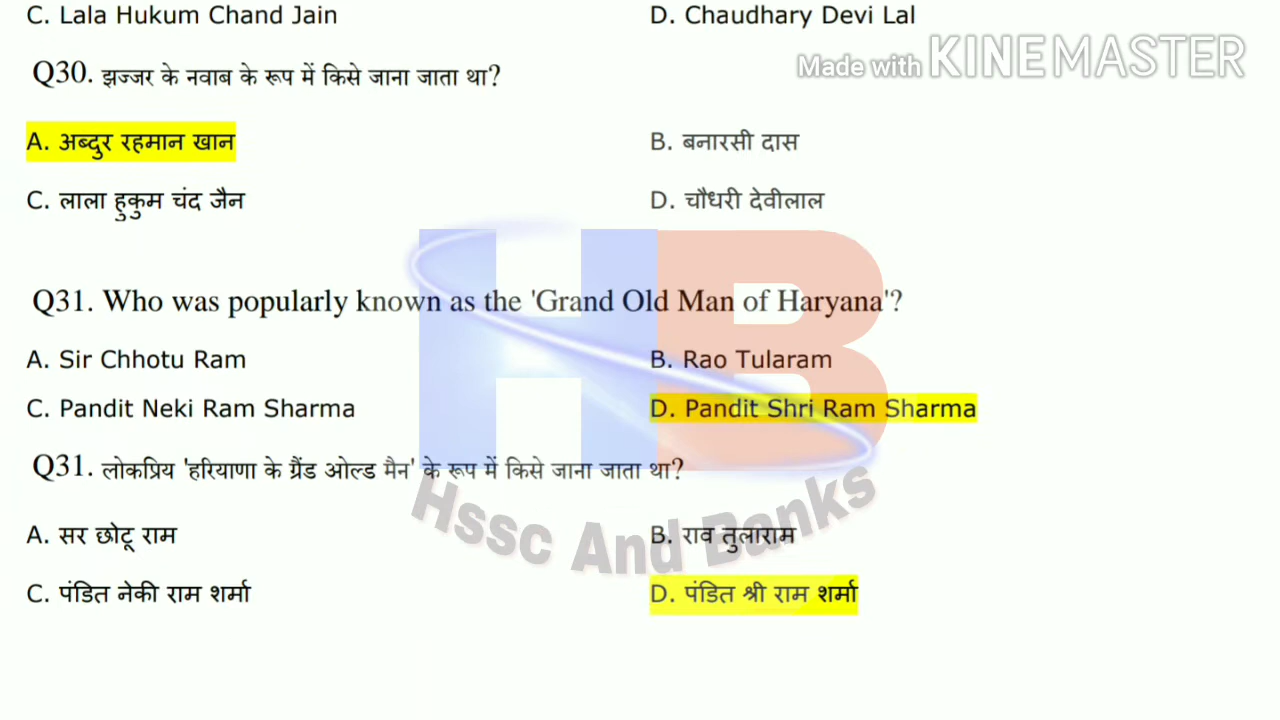 C. Lala Hukum Chand Jain D. Chaudhary Devi Lal
Made with KINEMASTER
Q30. झज्जर के नवाब के रूप में किसे जाना जाता था?
A. अब्दुर रहमान खान B. बनारसी दास
C. लाला हुकुम चंद जैन D. चौधरी देवीलाल
Q31. Who was popularly known as the 'Grand Old Man of Haryana'?
A. Sir Chhotu Ram B. Rao Tularam
C. Pandit Neki Ram Sharma D. Pandit Shri Ram Sharma
Q31. लोकप्रिय 'हरियाणा के ग्रैंड ओल्ड मैन' के रूप में किसे जाना जाता था?
A. सर छोटू राम B. राव तुलाराम
C. पंडित नेकी राम शर्मा D. पंडित श्री राम शर्मा
HB
Hssc And Banks